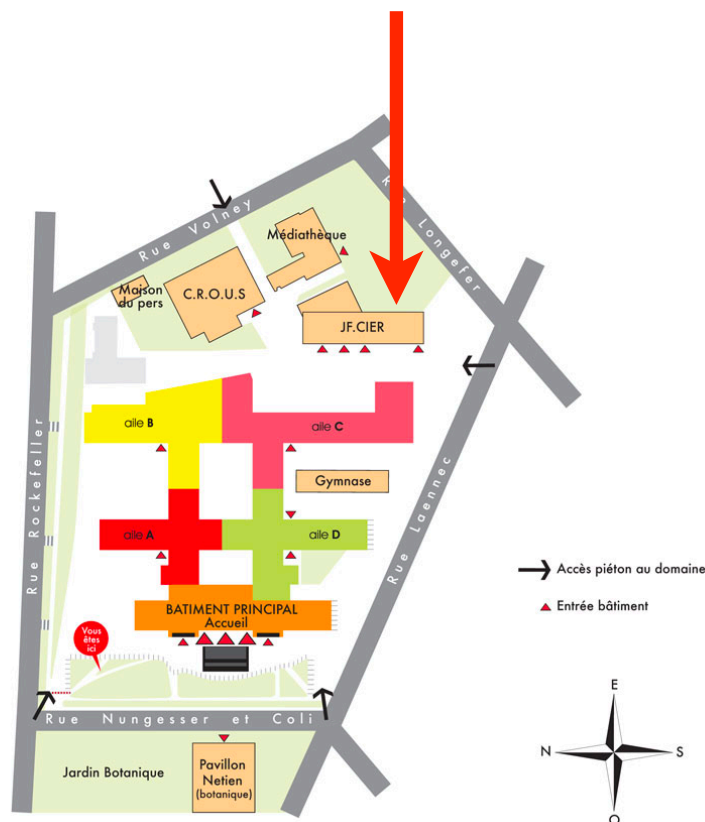 Rue Volney
Rue Longefer
Médiathèque
Maison
du pers
C.R.O.U.S
JF.CIER
aile B
aile C
Gymnase
Rue Rockefeller
Rue Laennec
aile A
aile D
Accès piéton au domaine
Entrée bâtiment
BATIMENT PRINCIPAL
Accueil
Vous
êtes
ici
Rue Nungesser et Coli
Jardin Botanique
Pavillon
Netien
(botanique)
E
N
S
O